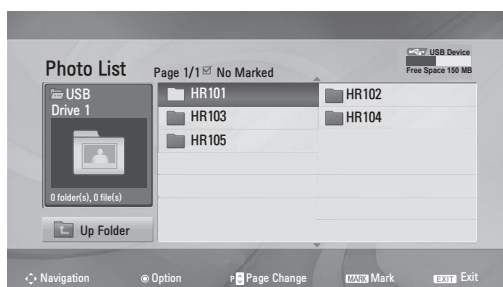 USB Device
Photo List
Page 1/1 No Marked
Free Space 150 MB
USB
Drive 1
HR101
HR102
HR103
HR104
HR105
0 folder(s), 0 file(s)
Up Folder
Navigation
Option
P Page Change
MARK Mark
EXIT Exit